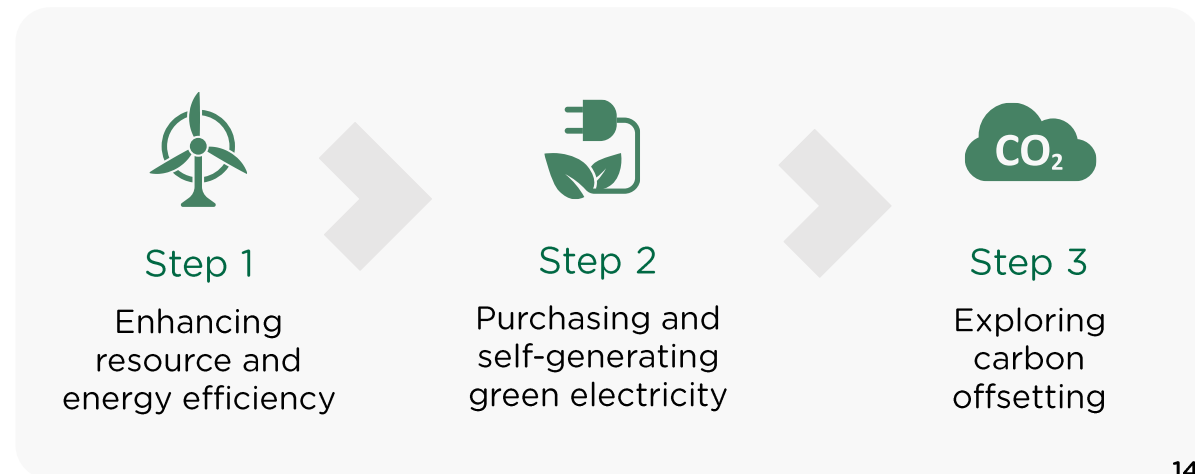 CO₂
Step 1
Enhancing
resource and
energy efficiency
Step 2
Purchasing and
self-generating
green electricity
Step 3
Exploring
carbon
offsetting
14